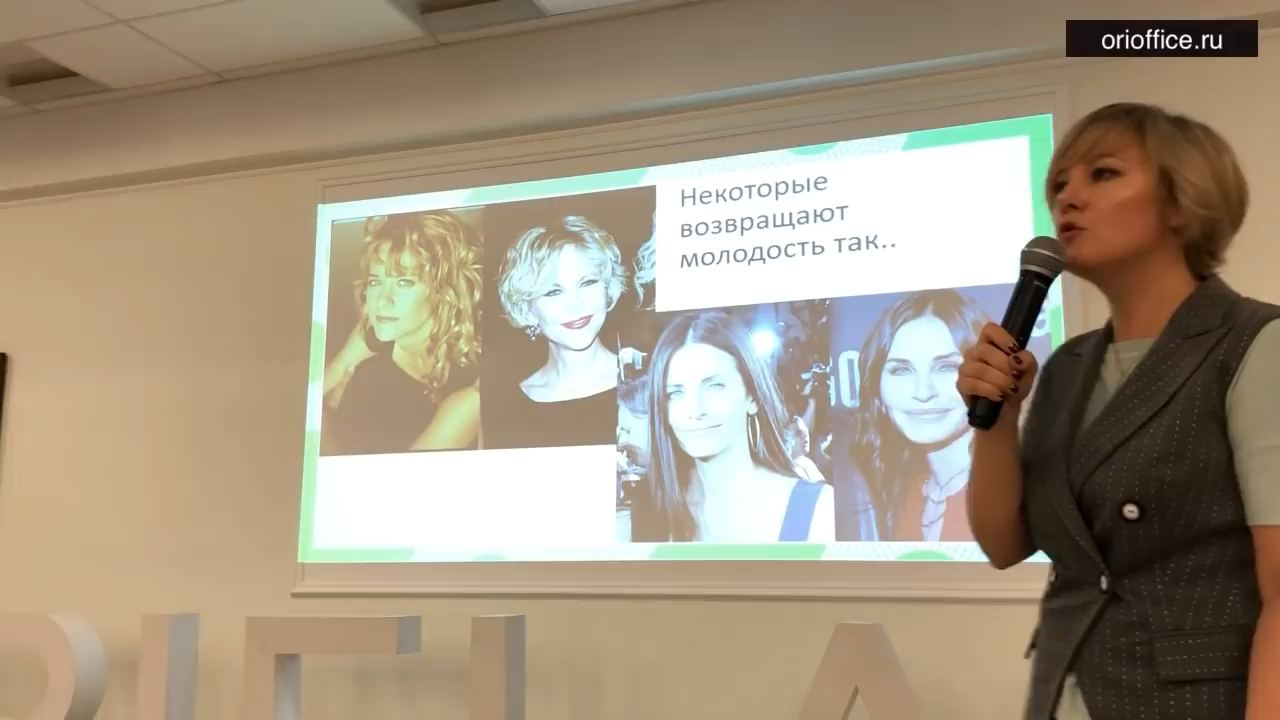 orioffice.ru
Некоторые
возвращают
молодость так..